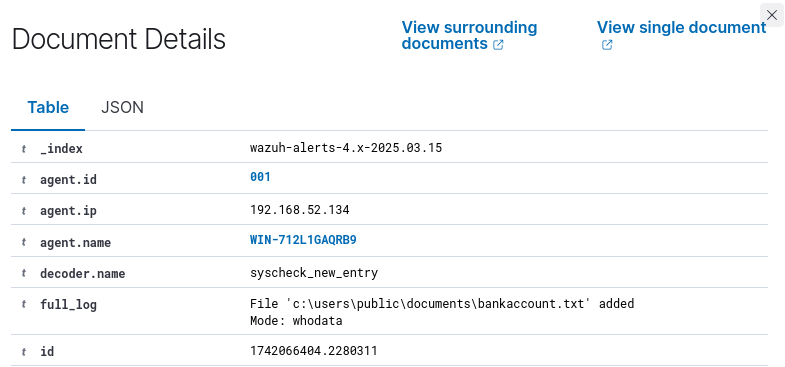 Document Details
View surrounding
documents
View single document
Table
JSON
t _index wazuh-alerts-4.x-2025.03.15
t agent.id 001
t agent.ip 192.168.52.134
t agent.name WIN-712L1GAQRB9
t decoder.name syscheck_new_entry
t full_log File 'c:\users\public\documents\bankaccount.txt' added
Mode: whodata
t id 1742066404.2280311